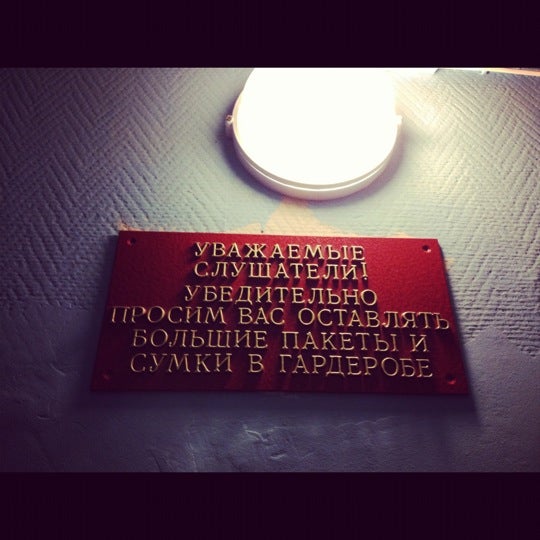 УВАЖАЕМЫЕ
СЛУШАТЕЛИ!
УБЕДИТЕЛЬНО
ПРОСИМ ВАС ОСТАВЛЯТЬ
БОЛЬШИЕ ПАКЕТЫ И
СУМКИ В ГАРДЕРОБЕ